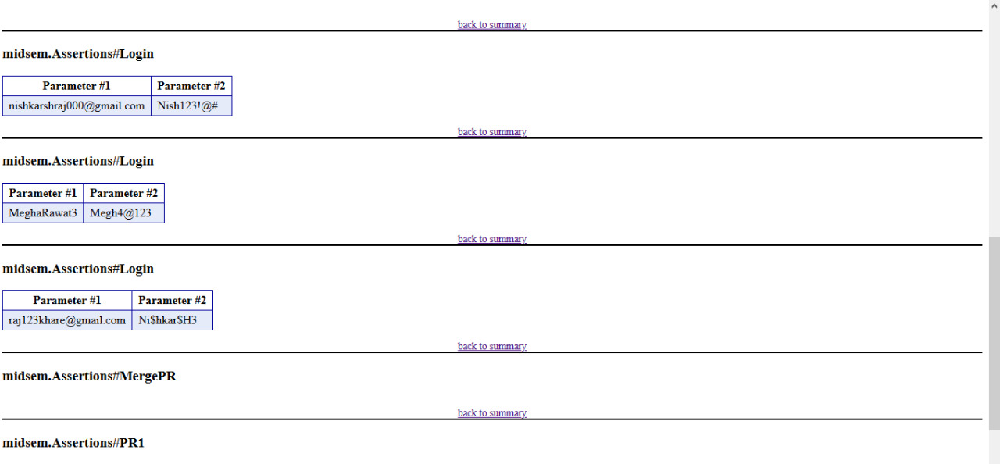 back to summary
midsem.Assertions#Login
Parameter #1 Parameter #2
nishkarshraj000@gmail.com Nish123!@#
back to summary
midsem.Assertions#Login
Parameter #1 Parameter #2
MeghaRawat3 Megh4@123
back to summary
midsem.Assertions#Login
Parameter #1 Parameter #2
raj123khare@gmail.com Ni$hkar$H3
back to summary
midsem.Assertions#MergePR
back to summary
midsem.Assertions#PR1